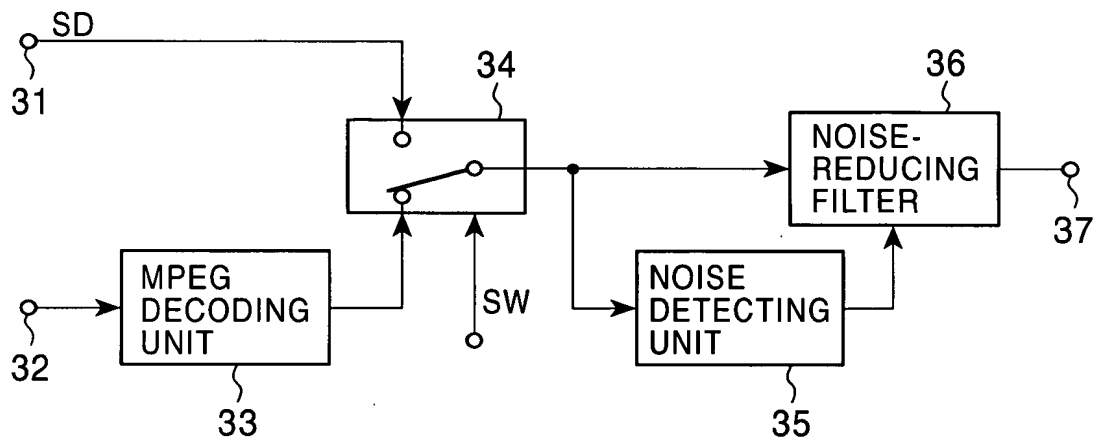 SD
31
34
36
NOISE-
REDUCING
FILTER
37
MPEG
DECODING
UNIT
32
33
SW
NOISE
DETECTING
UNIT
35